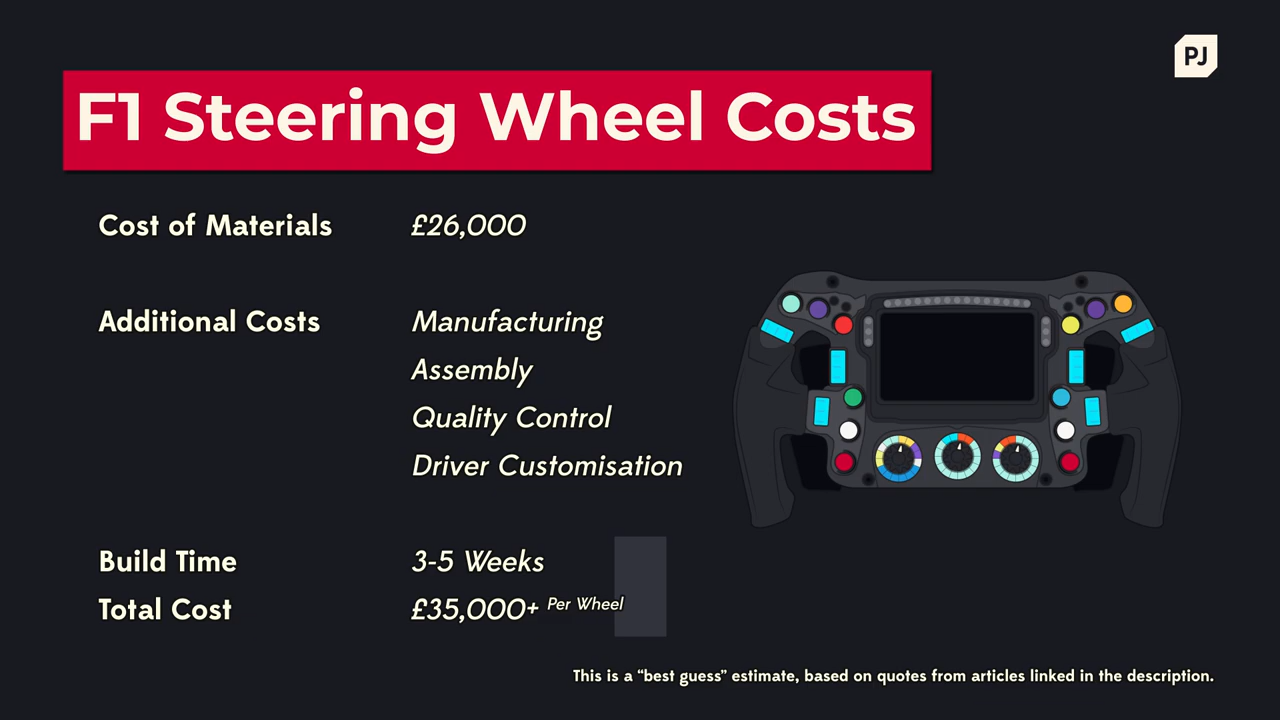 PJ
F1 Steering Wheel Costs
Cost of Materials £26,000
Additional Costs Manufacturing
Assembly
Quality Control
Driver Customisation
Build Time 3-5 Weeks
Total Cost £35,000+ Per Wheel
This is a “best guess” estimate, based on quotes from articles linked in the description.